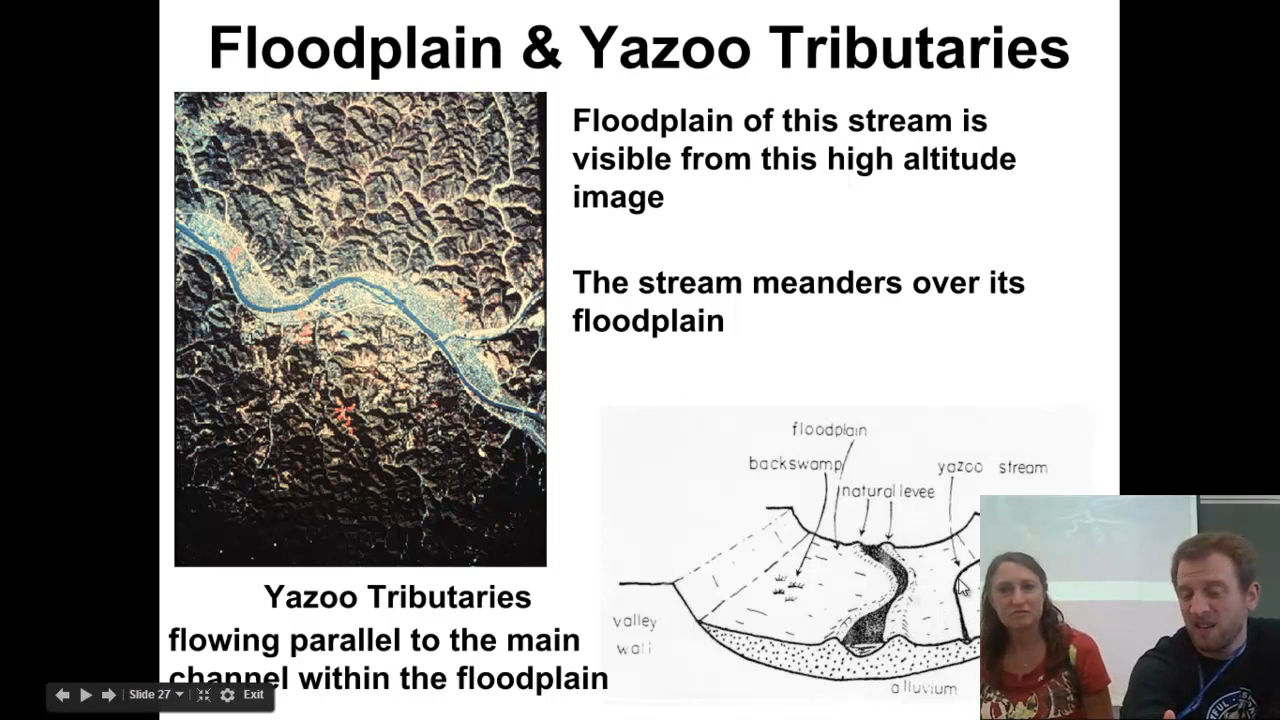 Floodplain & Yazoo Tributaries
Floodplain of this stream is
visible from this high altitude
image
The stream meanders over its
floodplain
floodplain
backswamp
yazoo stream
natural levee
valley
wall
alluvium
Yazoo Tributaries
flowing parallel to the main
channel within the floodplain
Slide 27
Exit